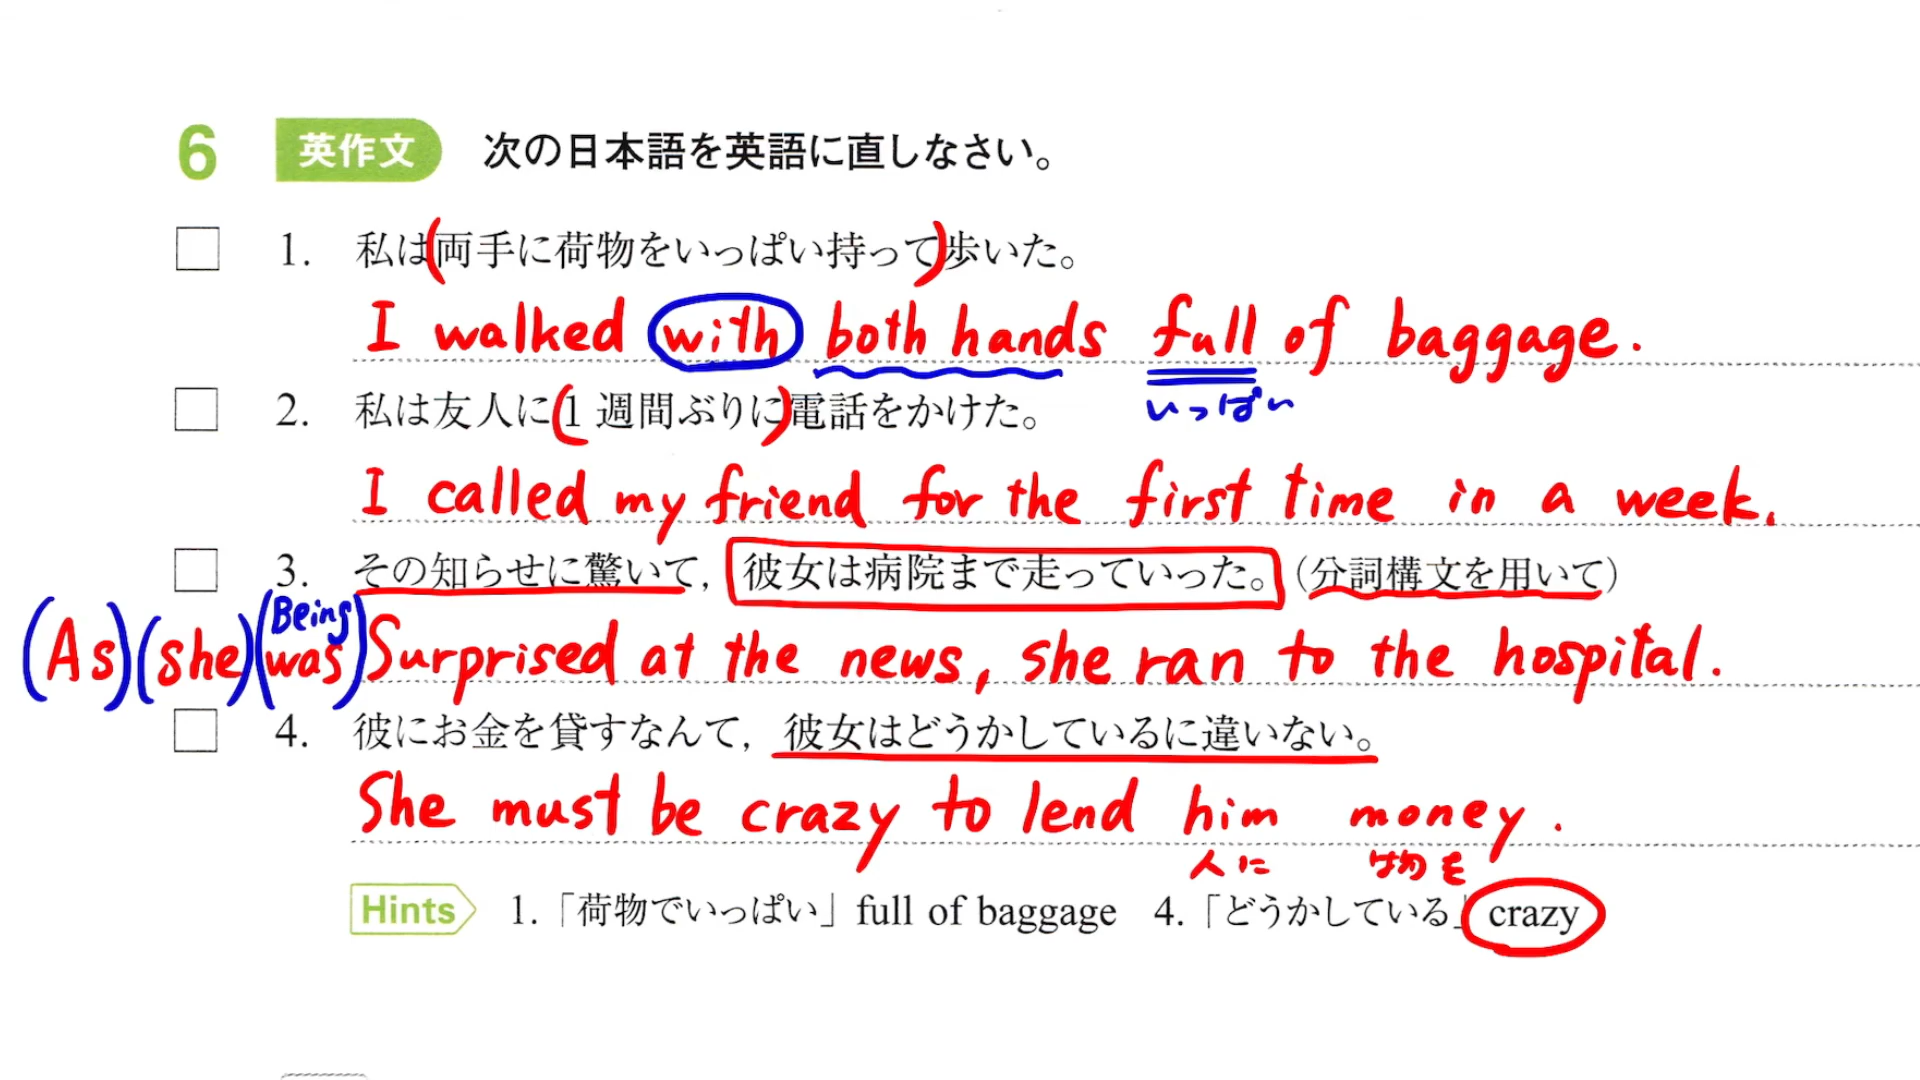 6 英作文 次の日本語を英語に直しなさい。
1. 私は(両手に荷物をいっぱい持って)歩いた。
I walked with both hands full of baggage.
いっぱい
2. 私は友人に(1週間ぶりに)電話をかけた。
I called my friend for the first time in a week.
3. その知らせに驚いて, 彼女は病院まで走っていった。(分詞構文を用いて)
Being
(As)(she)(was)Surprised at the news, she ran to the hospital.
4. 彼にお金を貸すなんて, 彼女はどうかしているに違いない。
She must be crazy to lend him money.
人に 物を
Hints 1.「荷物でいっぱい」full of baggage 4.「どうかしている」crazy